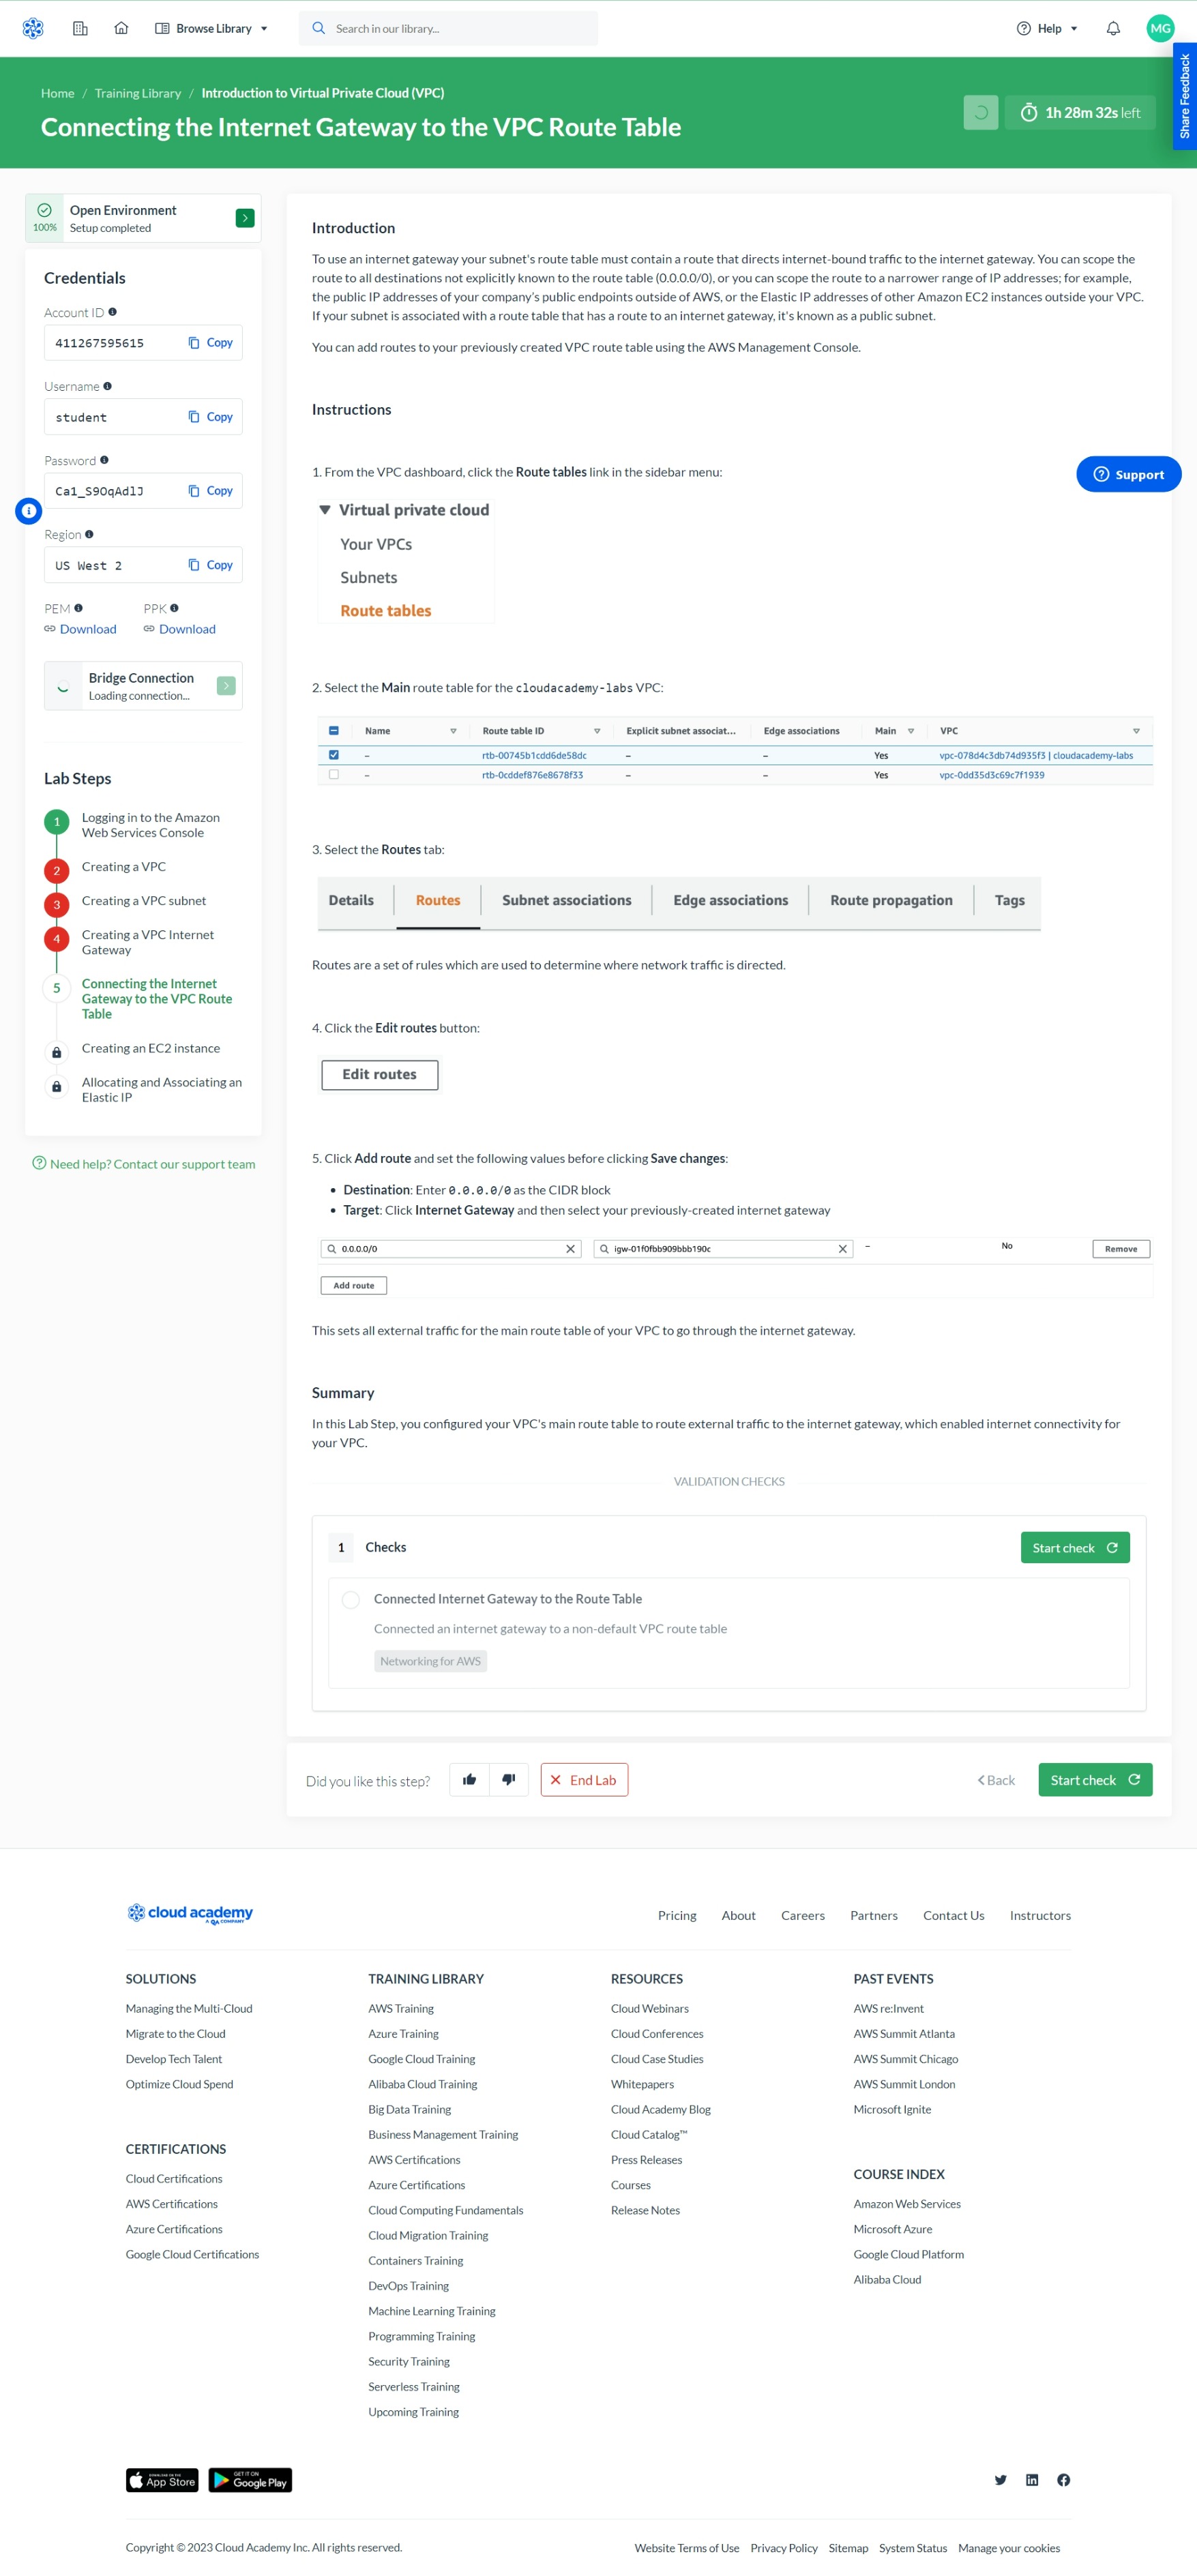 Browse Library
Search in our library...
Help
MG
Share Feedback
Home / Training Library / Introduction to Virtual Private Cloud (VPC)
Connecting the Internet Gateway to the VPC Route Table
1h 28m 32s left
100%
Open Environment
Setup completed
Credentials
Account ID
411267595615 Copy
Username
student Copy
Password
Ca1_S9OqAdlJ Copy
Region
US West 2 Copy
PEM PPK
Download Download
Bridge Connection
Loading connection...
Lab Steps
1 Logging in to the Amazon
Web Services Console
2 Creating a VPC
3 Creating a VPC subnet
4 Creating a VPC Internet
Gateway
5 Connecting the Internet
Gateway to the VPC Route
Table
Creating an EC2 instance
Allocating and Associating an
Elastic IP
Need help? Contact our support team
Introduction
To use an internet gateway your subnet's route table must contain a route that directs internet-bound traffic to the internet gateway. You can scope the
route to all destinations not explicitly known to the route table (0.0.0.0/0), or you can scope the route to a narrower range of IP addresses; for example,
the public IP addresses of your company's public endpoints outside of AWS, or the Elastic IP addresses of other Amazon EC2 instances outside your VPC.
If your subnet is associated with a route table that has a route to an internet gateway, it's known as a public subnet.
You can add routes to your previously created VPC route table using the AWS Management Console.
Instructions
1. From the VPC dashboard, click the Route tables link in the sidebar menu:
Support
Virtual private cloud
Your VPCs
Subnets
Route tables
2. Select the Main route table for the cloudacademy-labs VPC:
Name Route table ID Explicit subnet associat... Edge associations Main VPC
– rtb-00745b1cdd6de58dc – – Yes vpc-078d4c3db74d935f3 | cloudacademy-labs
– rtb-0cddef876e8678f33 – – Yes vpc-0dd35d3c69c7f1939
3. Select the Routes tab:
Details Routes Subnet associations Edge associations Route propagation Tags
Routes are a set of rules which are used to determine where network traffic is directed.
4. Click the Edit routes button:
Edit routes
5. Click Add route and set the following values before clicking Save changes:
• Destination: Enter 0.0.0.0/0 as the CIDR block
• Target: Click Internet Gateway and then select your previously-created internet gateway
0.0.0.0/0 igw-01f0fbb909bbb190c – No Remove
Add route
This sets all external traffic for the main route table of your VPC to go through the internet gateway.
Summary
In this Lab Step, you configured your VPC's main route table to route external traffic to the internet gateway, which enabled internet connectivity for
your VPC.
VALIDATION CHECKS
1 Checks Start check
Connected Internet Gateway to the Route Table
Connected an internet gateway to a non-default VPC route table
Networking for AWS
Did you like this step? End Lab Back Start check
cloud academy
A QA COMPANY
Pricing About Careers Partners Contact Us Instructors
SOLUTIONS
Managing the Multi-Cloud
Migrate to the Cloud
Develop Tech Talent
Optimize Cloud Spend
CERTIFICATIONS
Cloud Certifications
AWS Certifications
Azure Certifications
Google Cloud Certifications
TRAINING LIBRARY
AWS Training
Azure Training
Google Cloud Training
Alibaba Cloud Training
Big Data Training
Business Management Training
AWS Certifications
Azure Certifications
Cloud Computing Fundamentals
Cloud Migration Training
Containers Training
DevOps Training
Machine Learning Training
Programming Training
Security Training
Serverless Training
Upcoming Training
RESOURCES
Cloud Webinars
Cloud Conferences
Cloud Case Studies
Whitepapers
Cloud Academy Blog
Cloud Catalog™
Press Releases
Courses
Release Notes
PAST EVENTS
AWS re:Invent
AWS Summit Atlanta
AWS Summit Chicago
AWS Summit London
Microsoft Ignite
COURSE INDEX
Amazon Web Services
Microsoft Azure
Google Cloud Platform
Alibaba Cloud
Download on the
App Store
GET IT ON
Google Play
Copyright © 2023 Cloud Academy Inc. All rights reserved.
Website Terms of Use Privacy Policy Sitemap System Status Manage your cookies